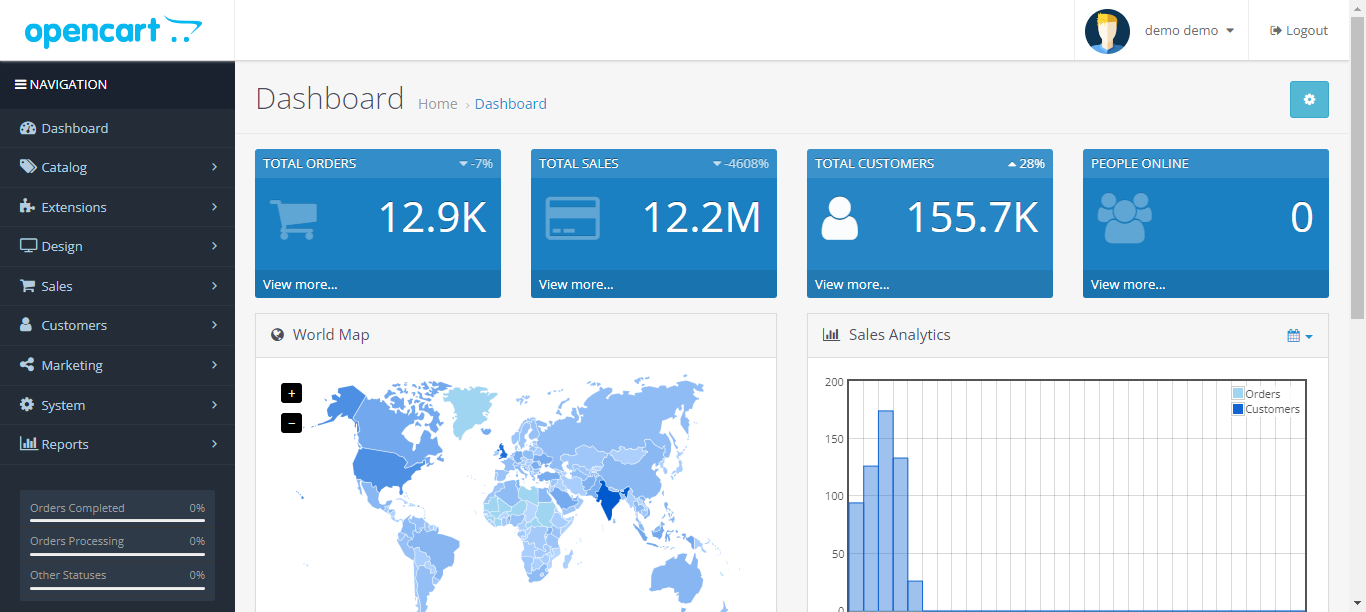 opencart
demo demo
Logout
NAVIGATION
Dashboard
Catalog
Extensions
Design
Sales
Customers
Marketing
System
Reports
Orders Completed 0%
Orders Processing 0%
Other Statuses 0%
Dashboard Home › Dashboard
TOTAL ORDERS -7%
12.9K
View more...
TOTAL SALES -4608%
12.2M
View more...
TOTAL CUSTOMERS 28%
155.7K
View more...
PEOPLE ONLINE
0
View more...
World Map
+
−
Sales Analytics
200
150
100
50
0
Orders
Customers